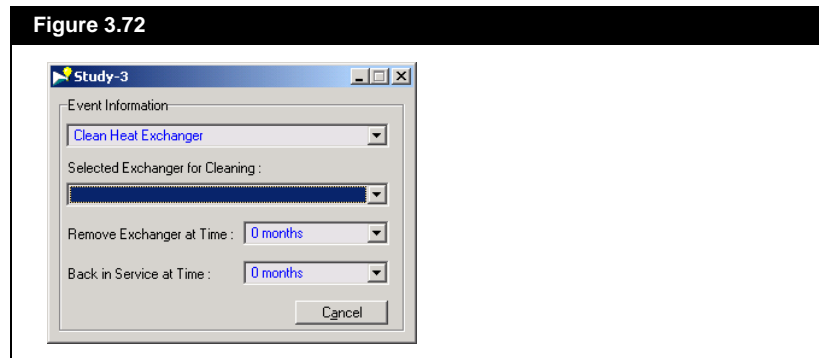 Figure 3.72
Study-3
Event Information
Clean Heat Exchanger
Selected Exchanger for Cleaning :
Remove Exchanger at Time : 0 months
Back in Service at Time : 0 months
Cancel